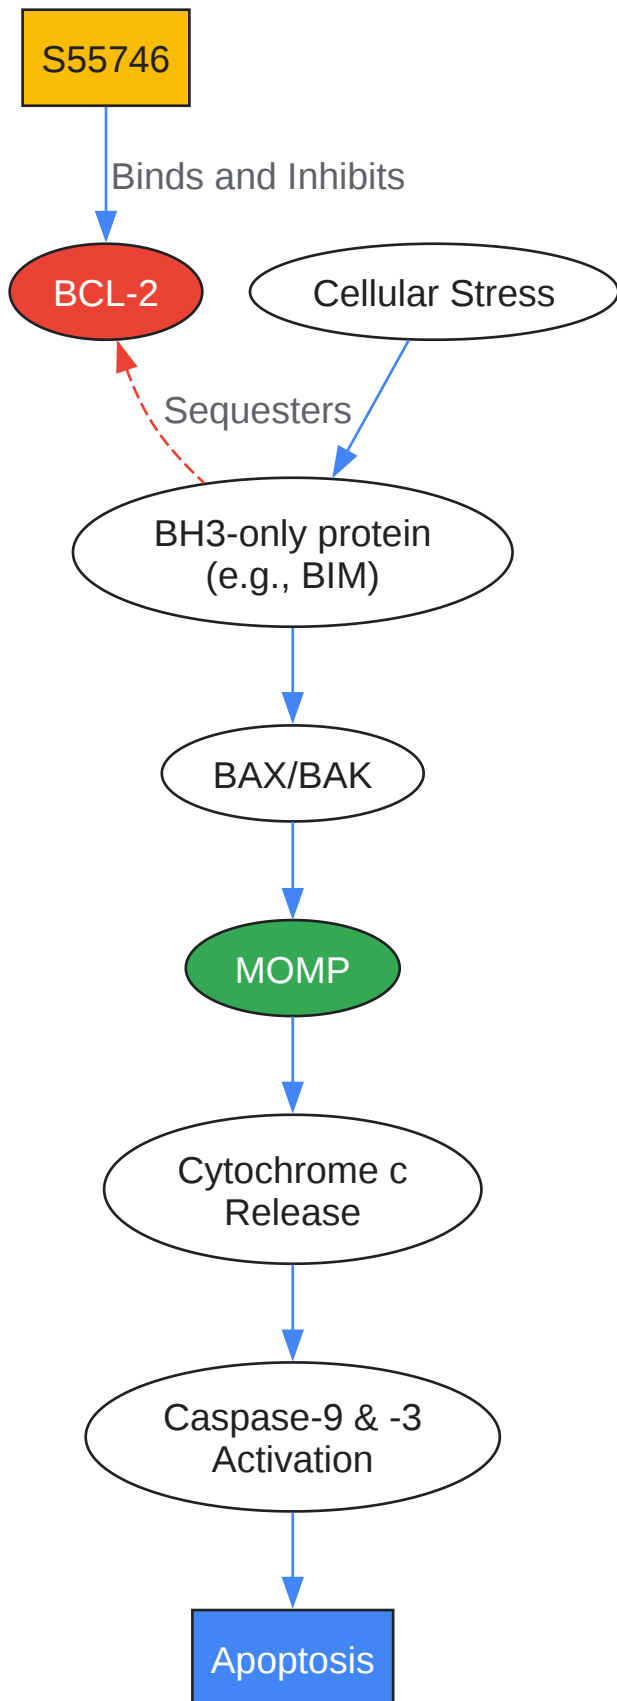 S55746
Binds and Inhibits
BCL-2
Cellular Stress
Sequesters
BH3-only protein
(e.g., BIM)
BAX/BAK
MOMP
Cytochrome c
Release
Caspase-9 & -3
Activation
Apoptosis